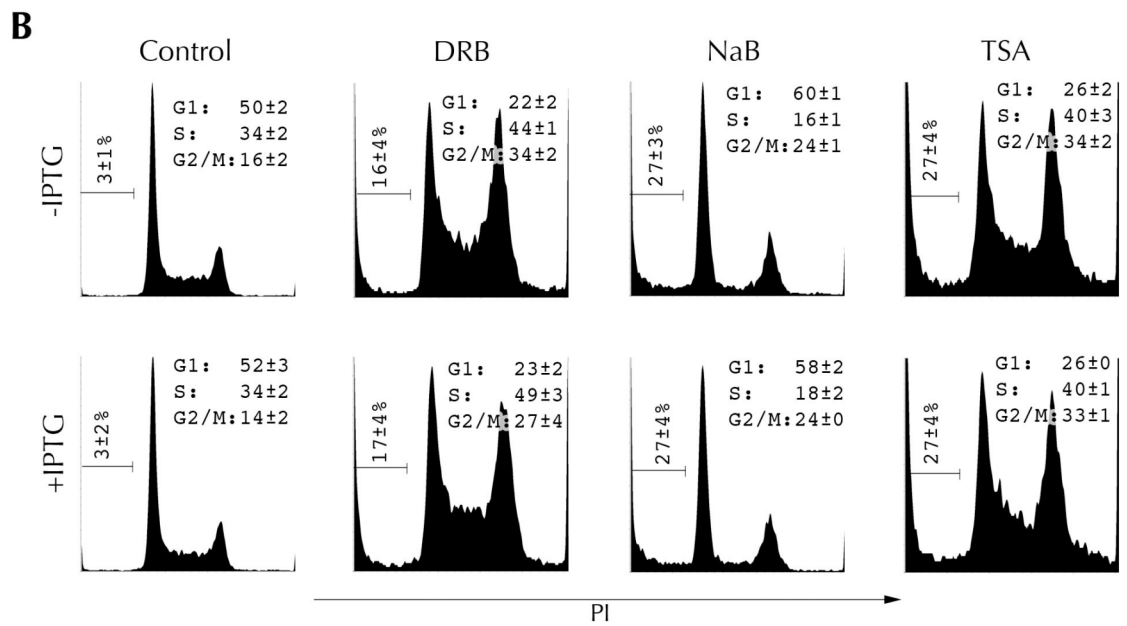 B
Control
DRB
NaB
TSA
-IPTG
3±1%
G1: 50±2
S: 34±2
G2/M:16±2
16±4%
G1: 22±2
S: 44±1
G2/M:34±2
27±3%
G1: 60±1
S: 16±1
G2/M:24±1
27±4%
G1: 26±2
S: 40±3
G2/M:34±2
+IPTG
3±2%
G1: 52±3
S: 34±2
G2/M:14±2
17±4%
G1: 23±2
S: 49±3
G2/M:27±4
27±4%
G1: 58±2
S: 18±2
G2/M:24±0
27±4%
G1: 26±0
S: 40±1
G2/M:33±1
PI